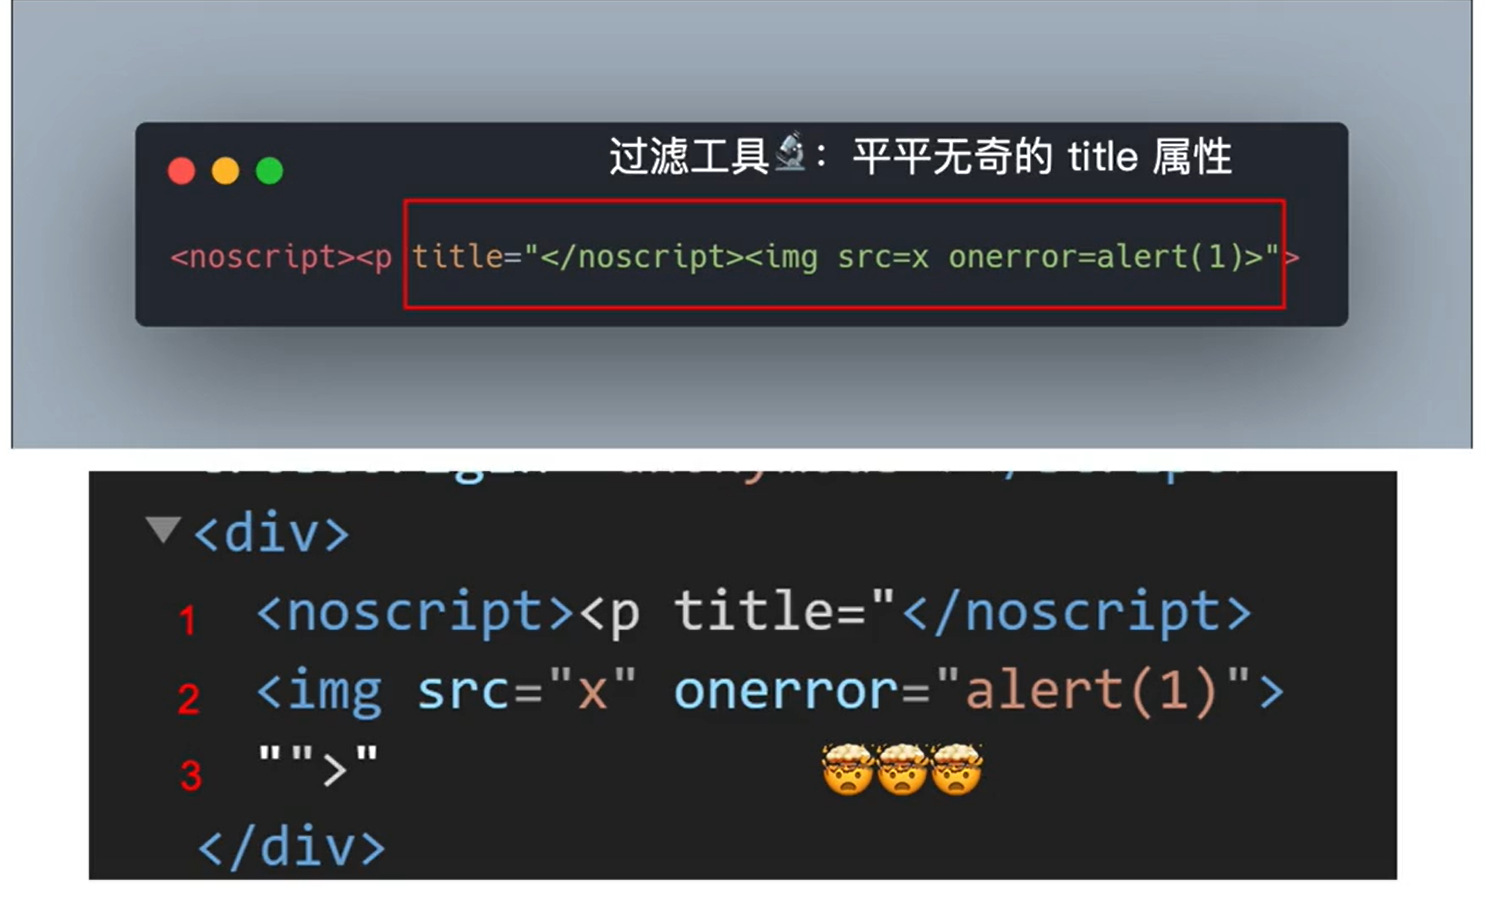 过滤工具🔬：平平无奇的 title 属性
<noscript><p title="</noscript><img src=x onerror=alert(1)>">
<div>
1 <noscript><p title="</noscript>
2 <img src="x" onerror="alert(1)">
3 "">" 🤯🤯🤯
</div>